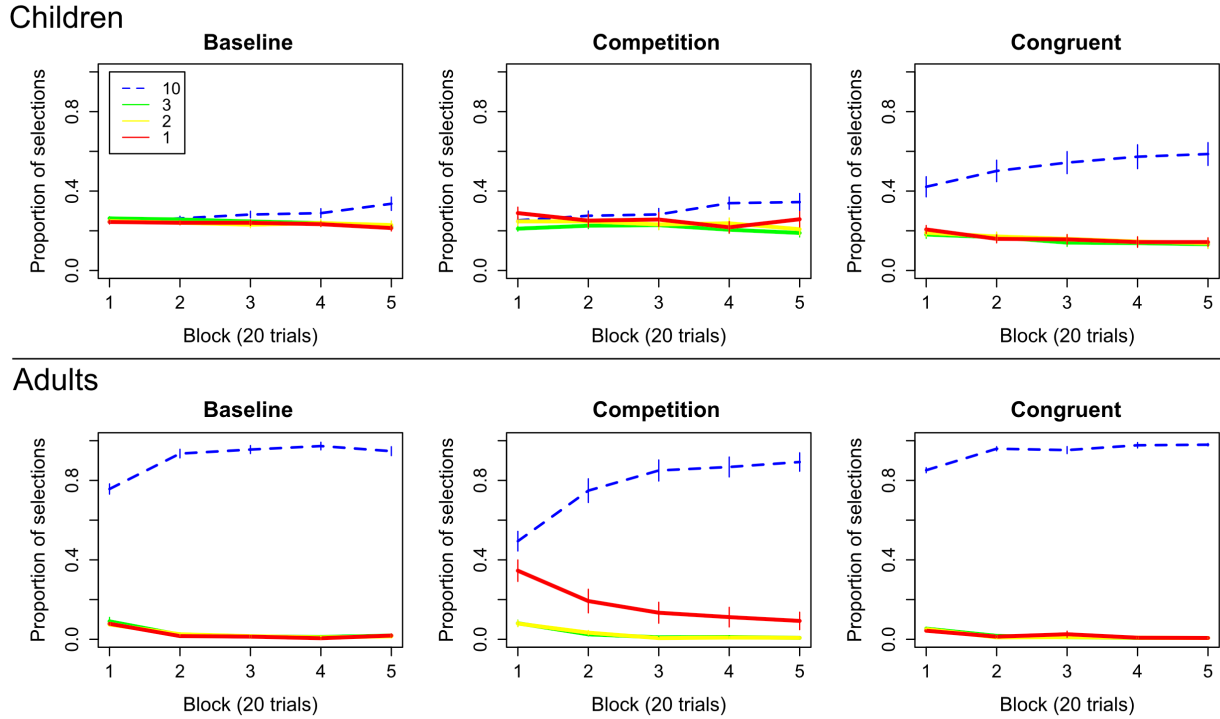 Children
Baseline
Competition
Congruent
Proportion of selections
0.0 0.4 0.8
10
3
2
1
1 2 3 4 5
Block (20 trials)
Proportion of selections
0.0 0.4 0.8
1 2 3 4 5
Block (20 trials)
Proportion of selections
0.0 0.4 0.8
1 2 3 4 5
Block (20 trials)
Adults
Baseline
Competition
Congruent
Proportion of selections
0.0 0.4 0.8
1 2 3 4 5
Block (20 trials)
Proportion of selections
0.0 0.4 0.8
1 2 3 4 5
Block (20 trials)
Proportion of selections
0.0 0.4 0.8
1 2 3 4 5
Block (20 trials)